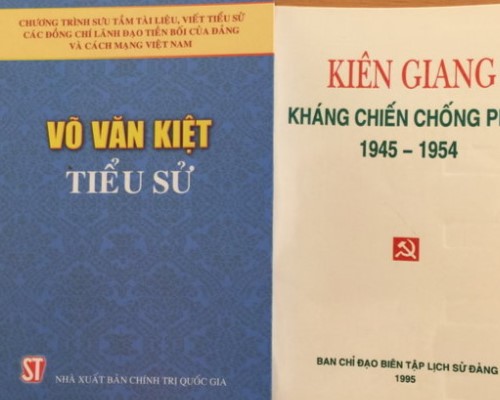 CHƯƠNG TRÌNH SƯU TẦM TÀI LIỆU, VIẾT TIỂU SỬ
CÁC ĐỒNG CHÍ LÃNH ĐẠO TIỀN BỐI CỦA ĐẢNG
VÀ CÁCH MẠNG VIỆT NAM
VÕ VĂN KIỆT
TIỂU SỬ
ST
NHÀ XUẤT BẢN CHÍNH TRỊ QUỐC GIA
KIÊN GIANG
KHÁNG CHIẾN CHỐNG
1945 – 1954
BAN CHỈ ĐẠO BIÊN TẬP LỊCH SỬ ĐẢNG
1995